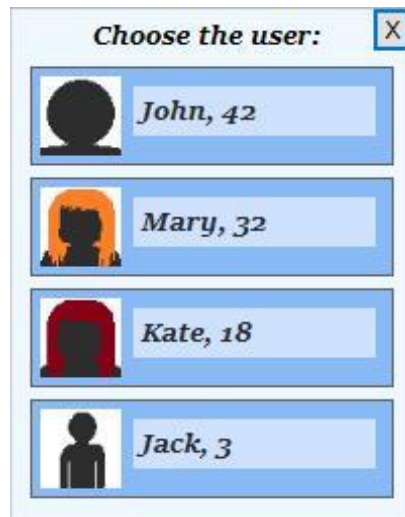 Choose the user:
X
John, 42
Mary, 32
Kate, 18
Jack, 3